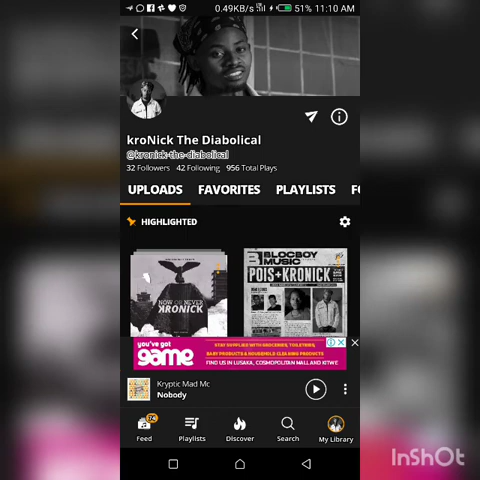 0.49KB/s 51% 11:10 AM
kroNick The Diabolical
@kronick-the-diabolical
32 Followers 42 Following 956 Total Plays
UPLOADS FAVORITES PLAYLISTS
HIGHLIGHTED
NOW OR NEVER
KRONICK
BLOCBOY
MUSIC
POIS+KRONICK
you've got
game
STAY SUPPLIED WITH GROCERIES, TOILETRIES,
BABY PRODUCTS & HOUSEHOLD CLEANING PRODUCTS
FIND US IN LUSAKA, COSMOPOLITAN MALL AND KITWE
Kryptic Mad Mc
Nobody
Feed Playlists Discover Search My Library
InShOt